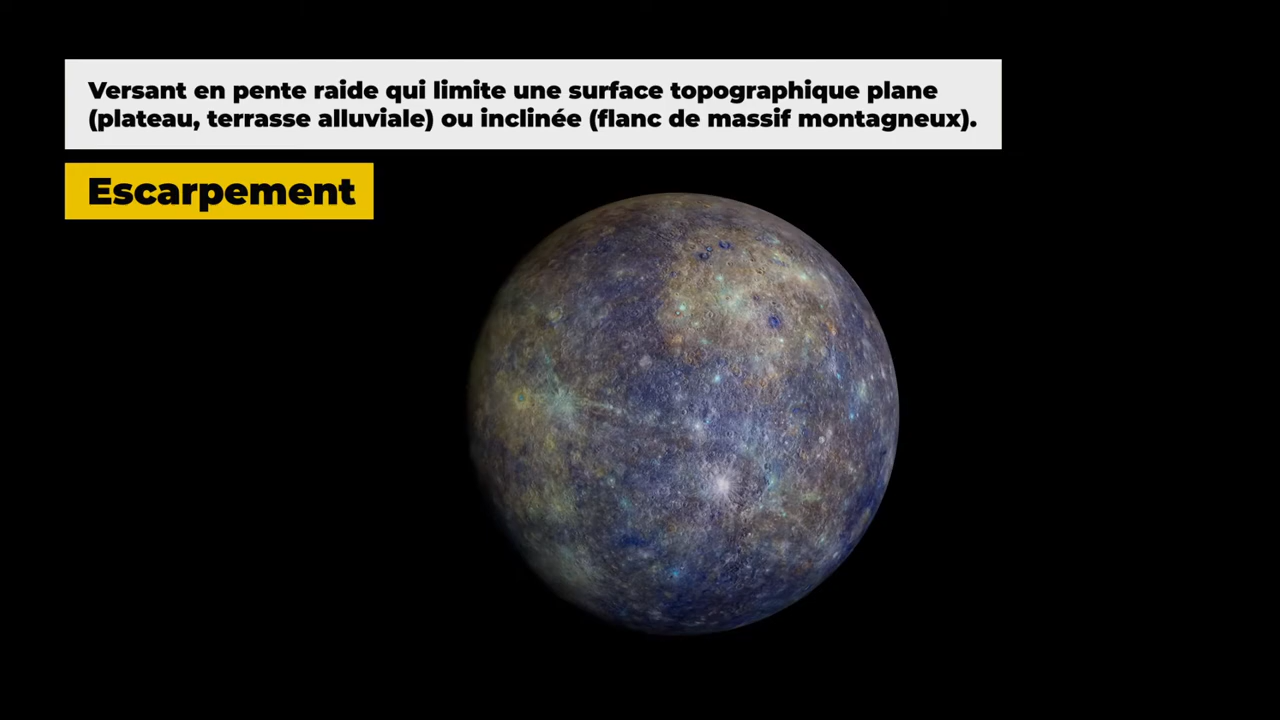 Versant en pente raide qui limite une surface topographique plane
(plateau, terrasse alluviale) ou inclinée (flanc de massif montagneux).
Escarpement